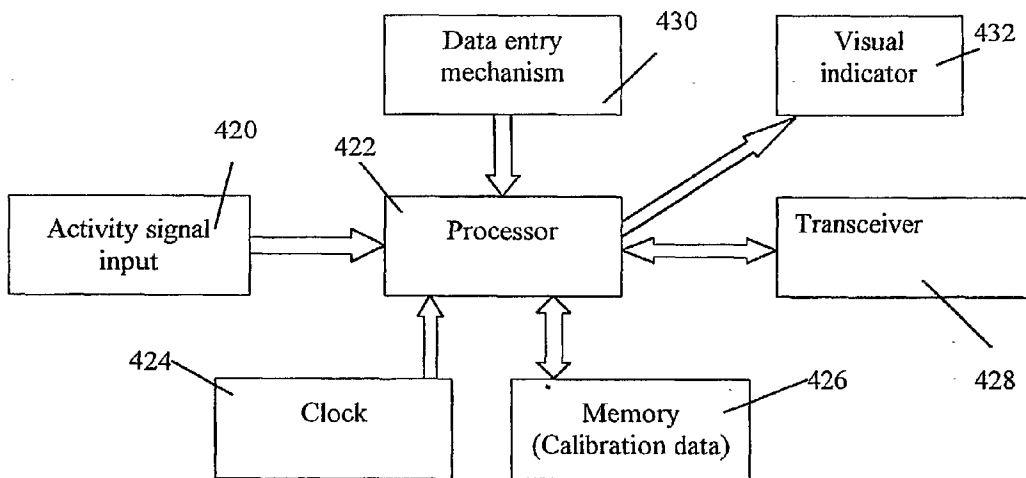 Data entry
mechanism
430
Visual
indicator
432
420
422
Activity signal
input
Processor
Transceiver
424
Clock
Memory
(Calibration data)
426
428